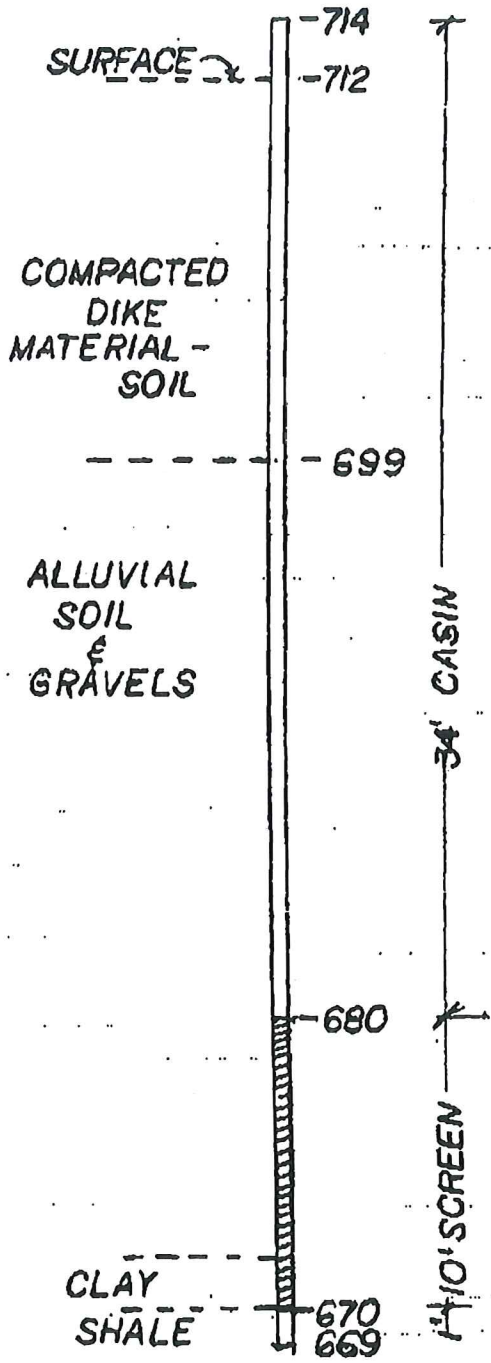 -714
SURFACE
-712
COMPACTED
DIKE
MATERIAL -
SOIL
- 699
ALLUVIAL
SOIL
&
GRAVELS
34' CASIN
-680
10' SCREEN
1'
CLAY
-670
SHALE
669